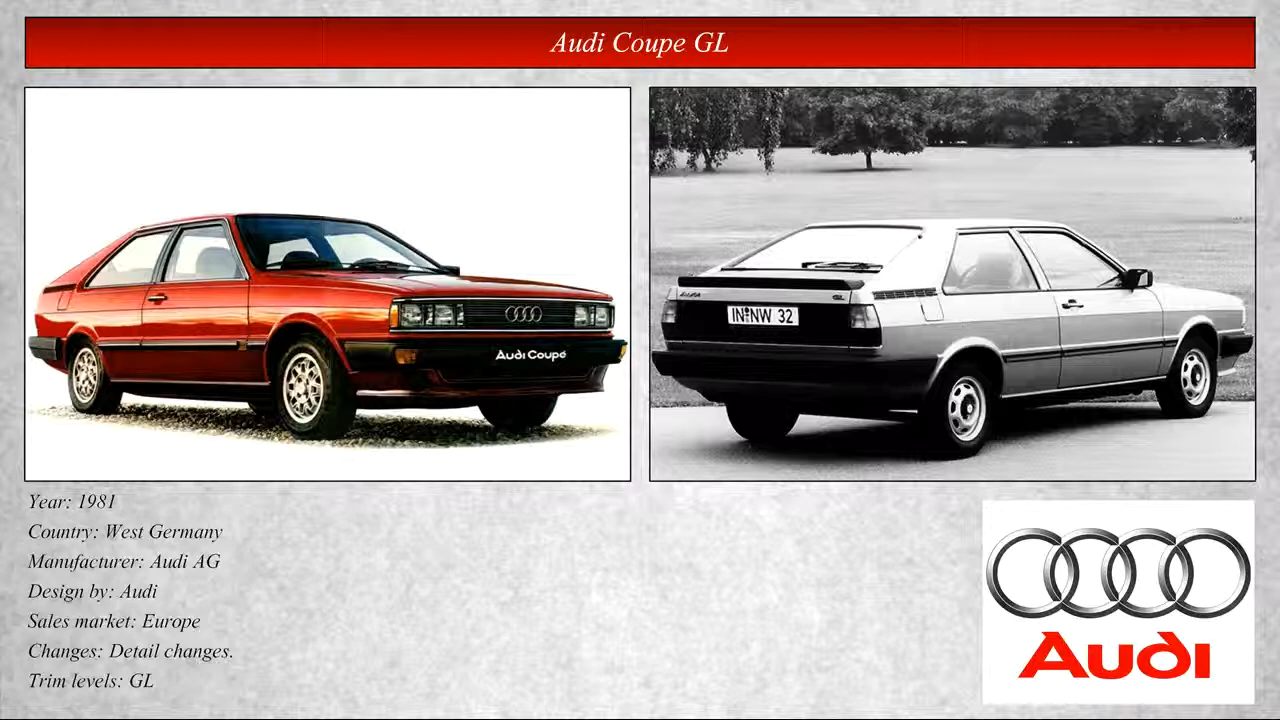 Audi Coupe GL
Audi Coupé
GL
IN·NW 32
Year: 1981
Country: West Germany
Manufacturer: Audi AG
Design by: Audi
Sales market: Europe
Changes: Detail changes.
Trim levels: GL
Audi